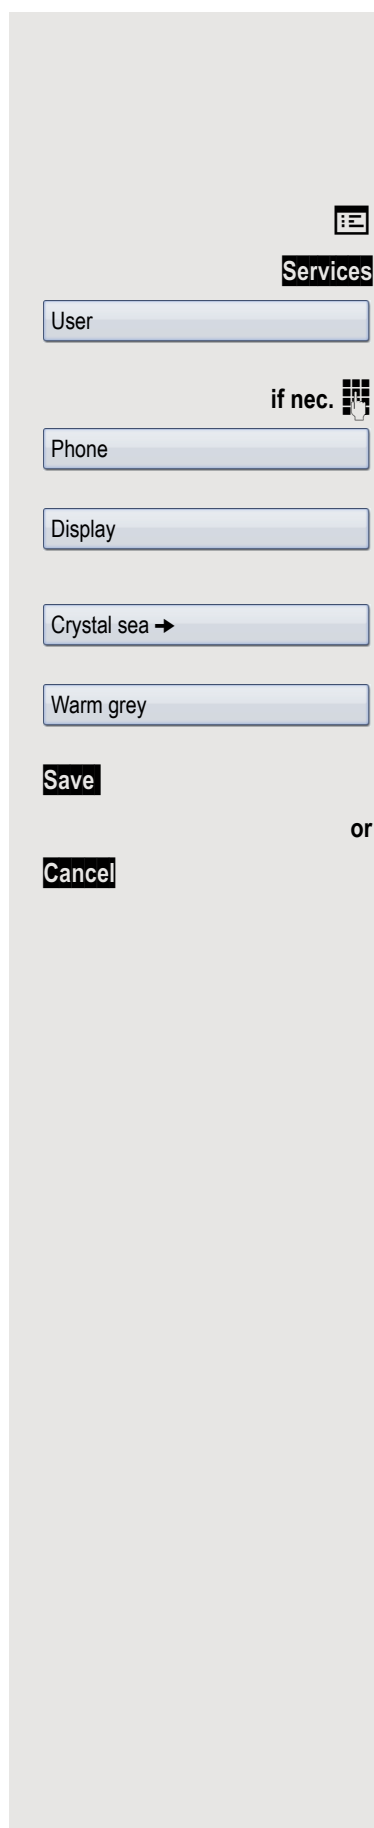 Services
User
if nec.
Phone
Display
Crystal sea →
Warm grey
Save
or
Cancel